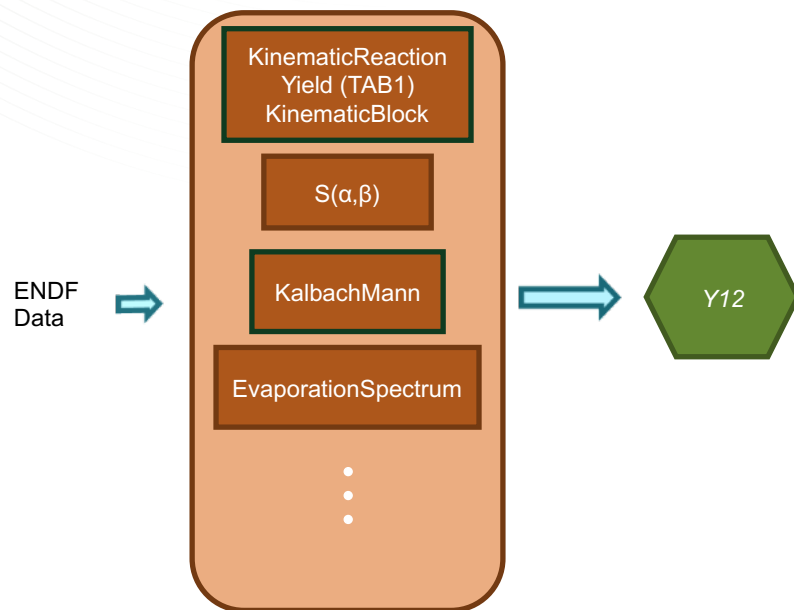 KinematicReaction
Yield (TAB1)
KinematicBlock
S(α,β)
ENDF
Data
KalbachMann
Y12
EvaporationSpectrum